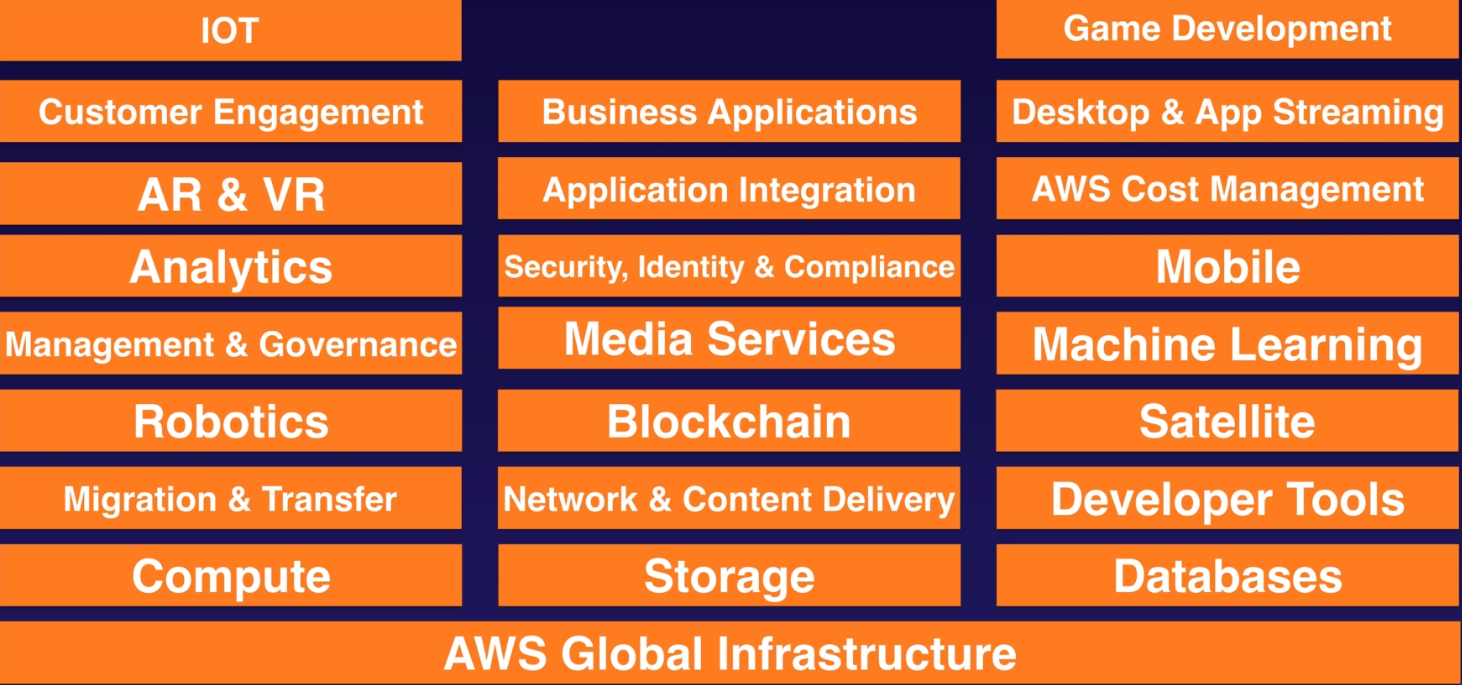 IOT
Game Development
Customer Engagement
Business Applications
Desktop & App Streaming
AR & VR
Application Integration
AWS Cost Management
Analytics
Security, Identity & Compliance
Mobile
Management & Governance
Media Services
Machine Learning
Robotics
Blockchain
Satellite
Migration & Transfer
Network & Content Delivery
Developer Tools
Compute
Storage
Databases
AWS Global Infrastructure